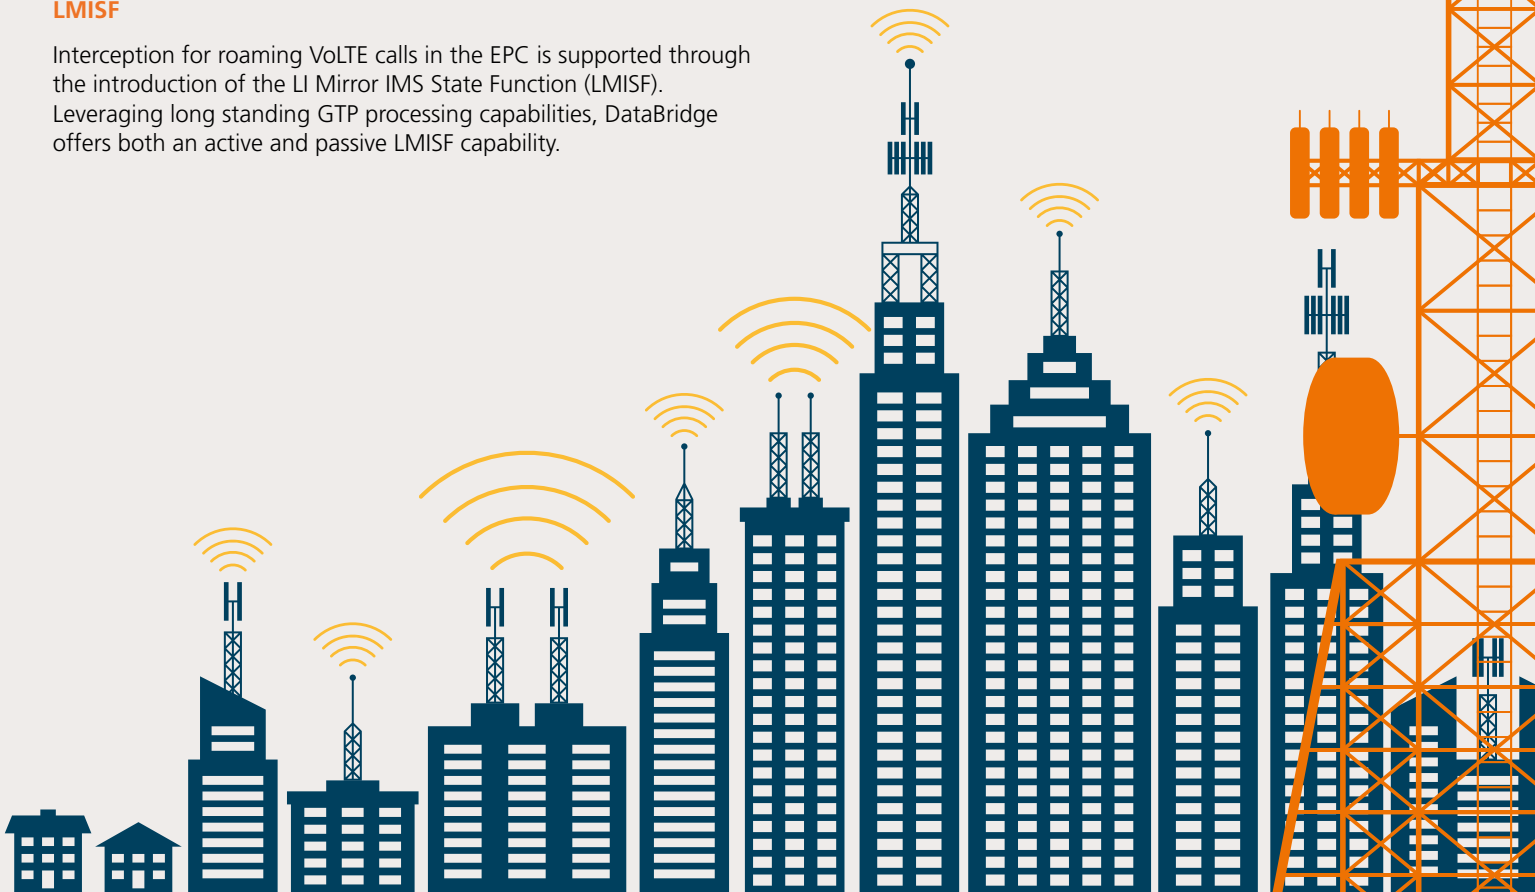 LMISF
Interception for roaming VoLTE calls in the EPC is supported through
the introduction of the LI Mirror IMS State Function (LMISF).
Leveraging long standing GTP processing capabilities, DataBridge
offers both an active and passive LMISF capability.